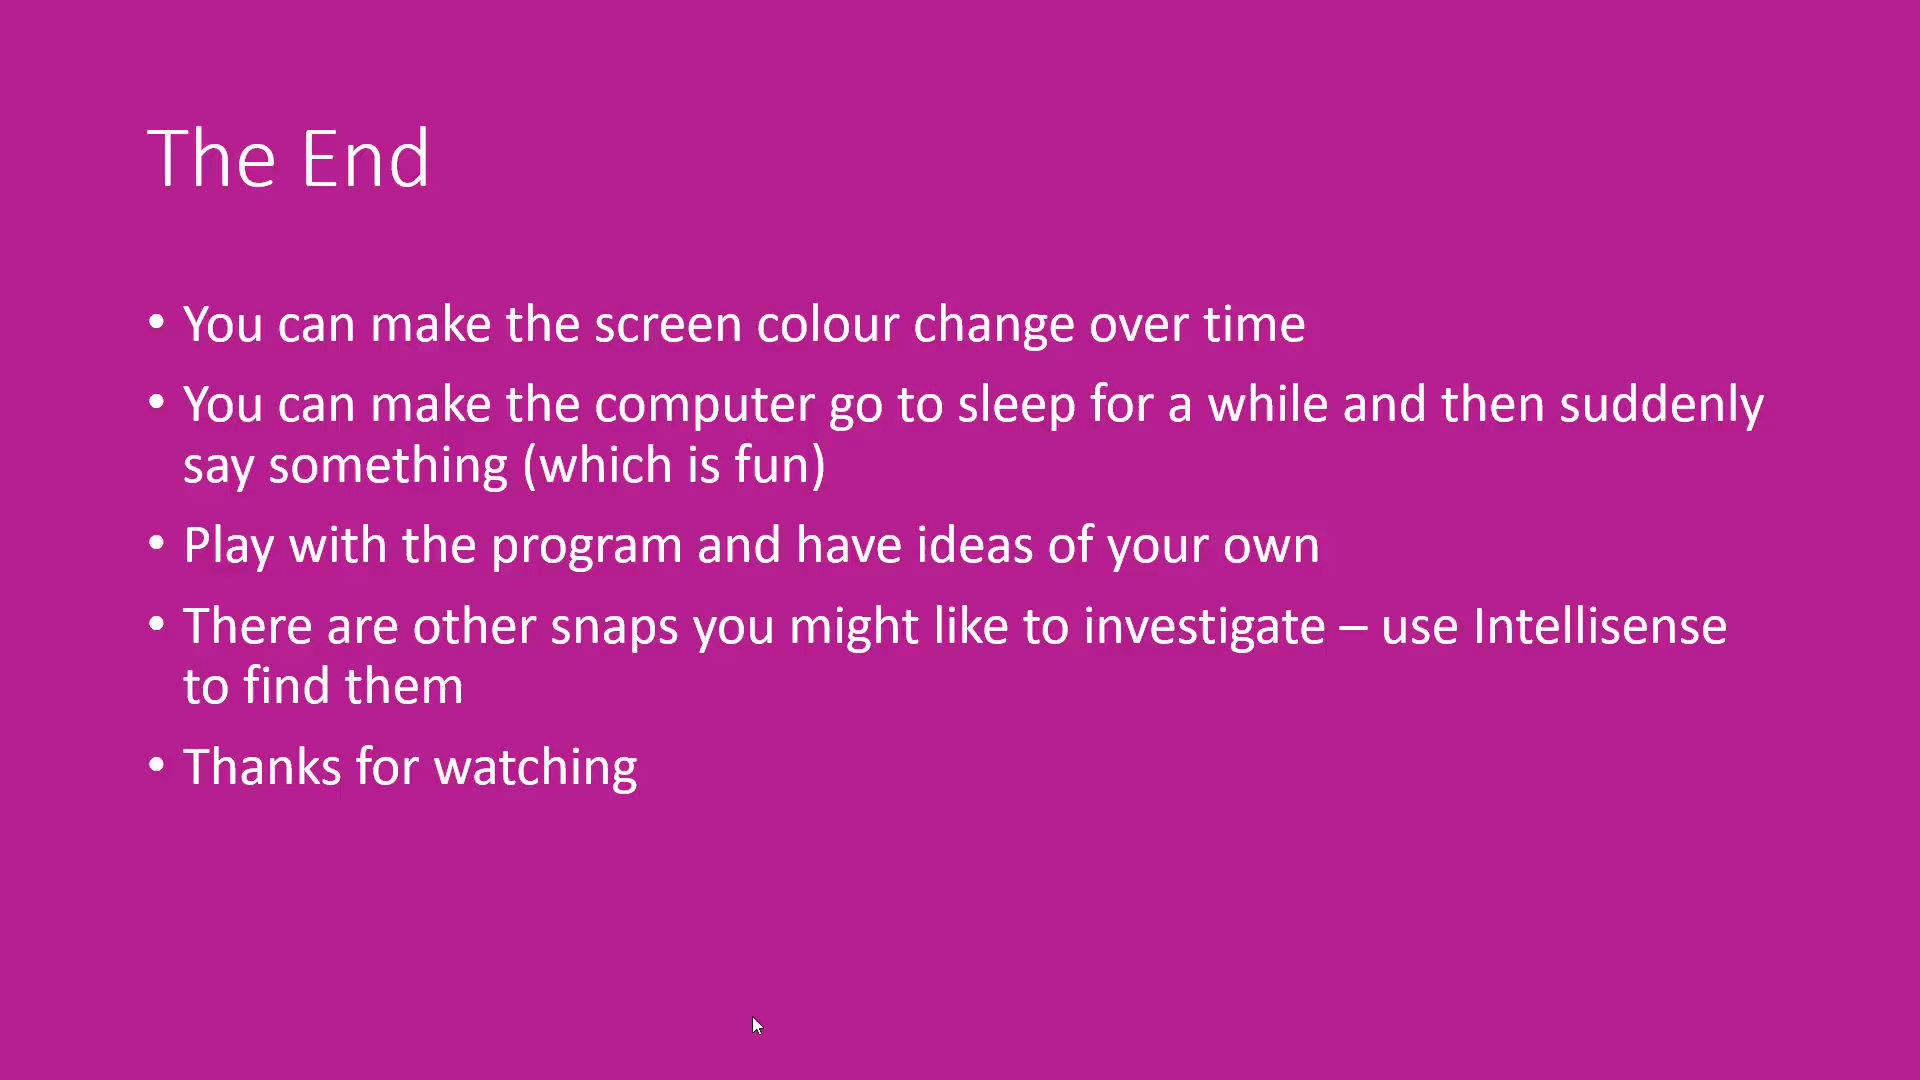 The End
• You can make the screen colour change over time
• You can make the computer go to sleep for a while and then suddenly
say something (which is fun)
• Play with the program and have ideas of your own
• There are other snaps you might like to investigate – use Intellisense
to find them
• Thanks for watching